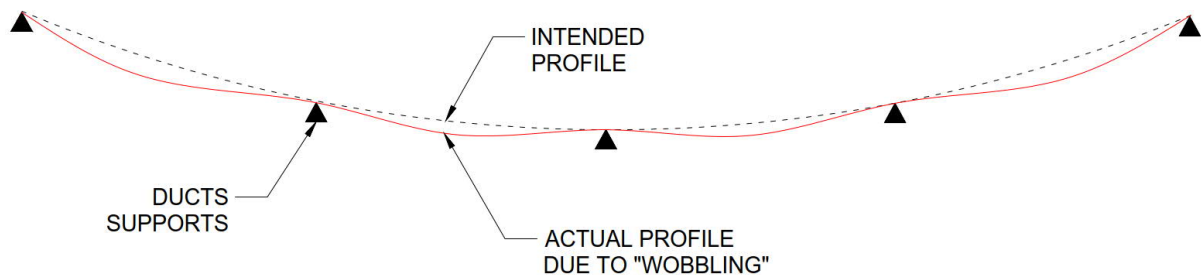 INTENDED
PROFILE
DUCTS
SUPPORTS
ACTUAL PROFILE
DUE TO "WOBBLING"